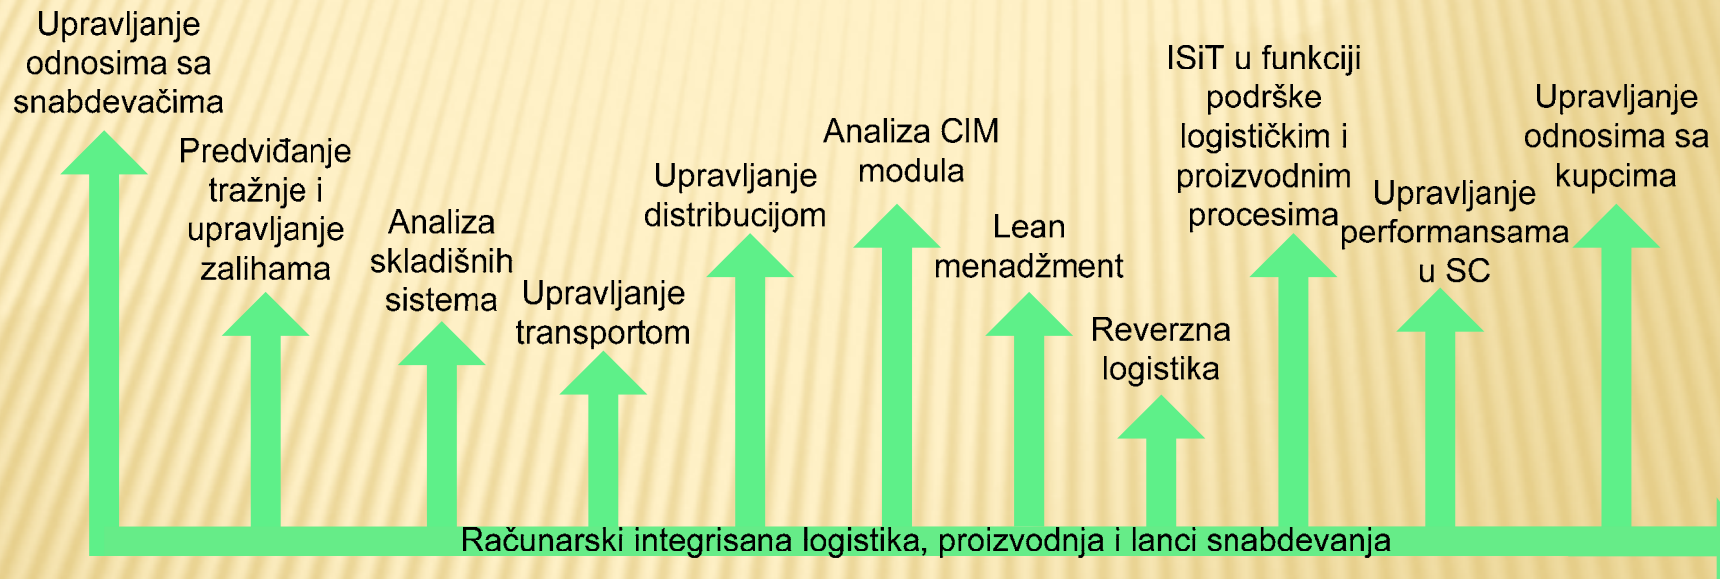 Upravljanje
odnosima sa
snabdevačima
Predviđanje
tražnje i
upravljanje
zalihama
Analiza
skladišnih
sistema
Upravljanje
transportom
Upravljanje
distribucijom
Analiza CIM
modula
Lean
menadžment
Reverzna
logistika
ISiT u funkciji
podrške
logističkim i
proizvodnim
procesima
Upravljanje
performansama
u SC
Upravljanje
odnosima sa
kupcima
Računarski integrisana logistika, proizvodnja i lanci snabdevanja